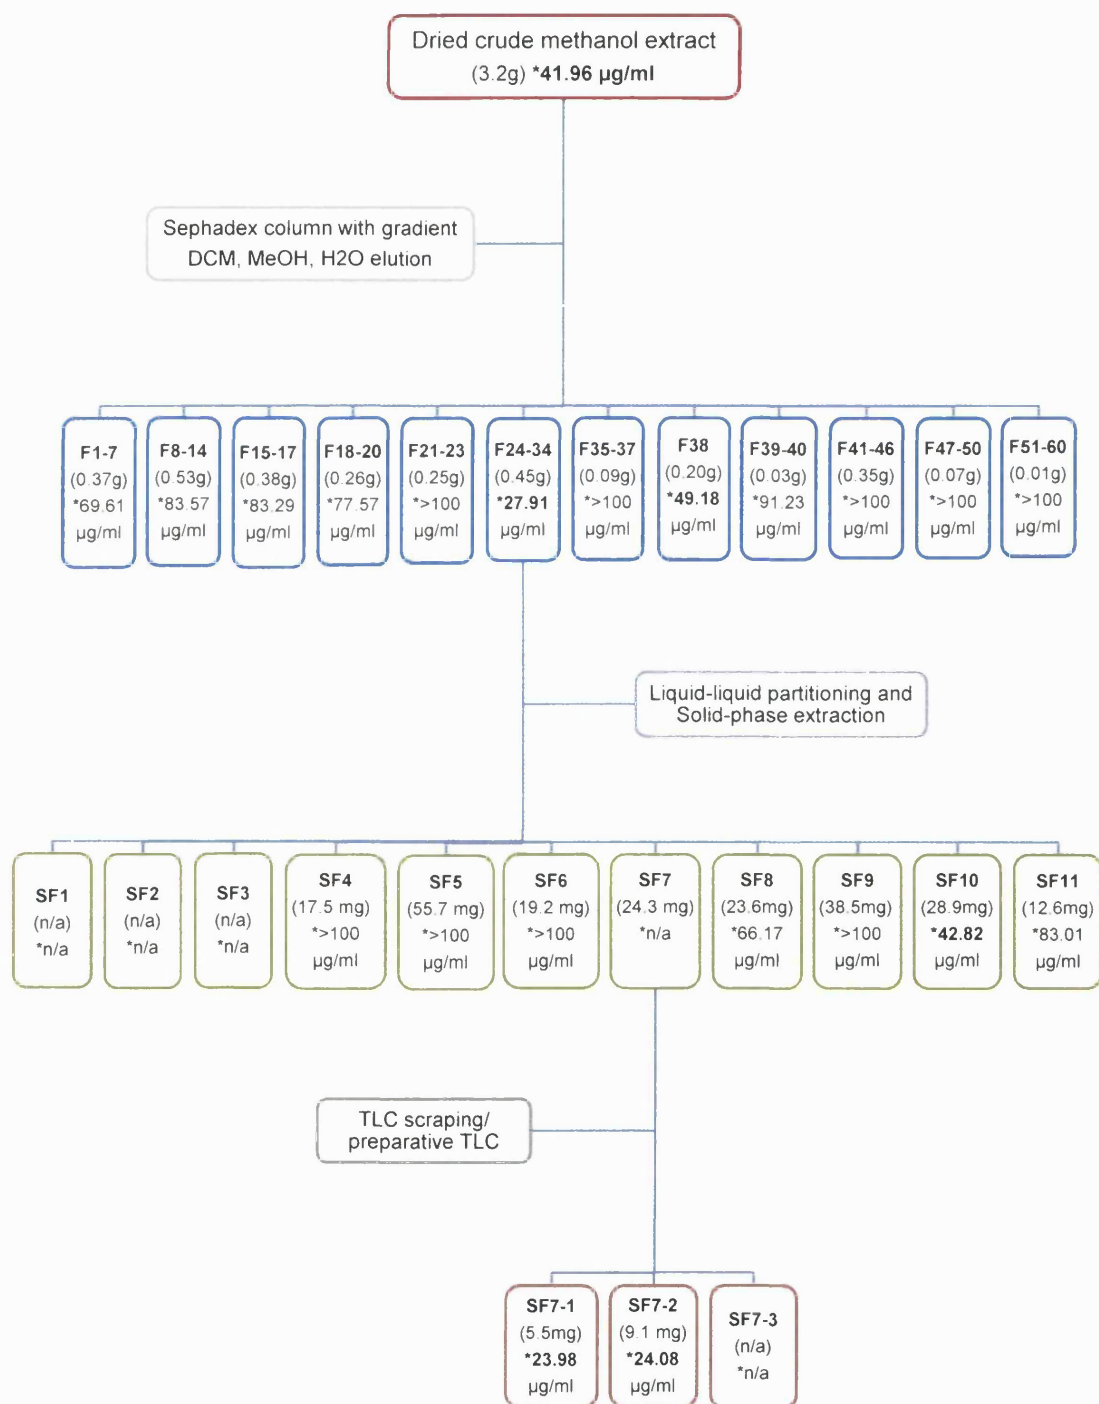 Dried crude methanol extract
(3.2g) *41.96 µg/ml
Sephadex column with gradient
DCM, MeOH, H2O elution
F1-7
(0.37g)
*69.61
µg/ml
F8-14
(0.53g)
*83.57
µg/ml
F15-17
(0.38g)
*83.29
µg/ml
F18-20
(0.26g)
*77.57
µg/ml
F21-23
(0.25g)
*>100
µg/ml
F24-34
(0.45g)
*27.91
µg/ml
F35-37
(0.09g)
*>100
µg/ml
F38
(0.20g)
*49.18
µg/ml
F39-40
(0.03g)
*91.23
µg/ml
F41-46
(0.35g)
*>100
µg/ml
F47-50
(0.07g)
*>100
µg/ml
F51-60
(0.01g)
*>100
µg/ml
Liquid-liquid partitioning and
Solid-phase extraction
SF1
(n/a)
*n/a
SF2
(n/a)
*n/a
SF3
(n/a)
*n/a
SF4
(17.5 mg)
*>100
µg/ml
SF5
(55.7 mg)
*>100
µg/ml
SF6
(19.2 mg)
*>100
µg/ml
SF7
(24.3 mg)
*n/a
SF8
(23.6mg)
*66.17
µg/ml
SF9
(38.5mg)
*>100
µg/ml
SF10
(28.9mg)
*42.82
µg/ml
SF11
(12.6mg)
*83.01
µg/ml
TLC scraping/
preparative TLC
SF7-1
(5.5mg)
*23.98
µg/ml
SF7-2
(9.1 mg)
*24.08
µg/ml
SF7-3
(n/a)
*n/a